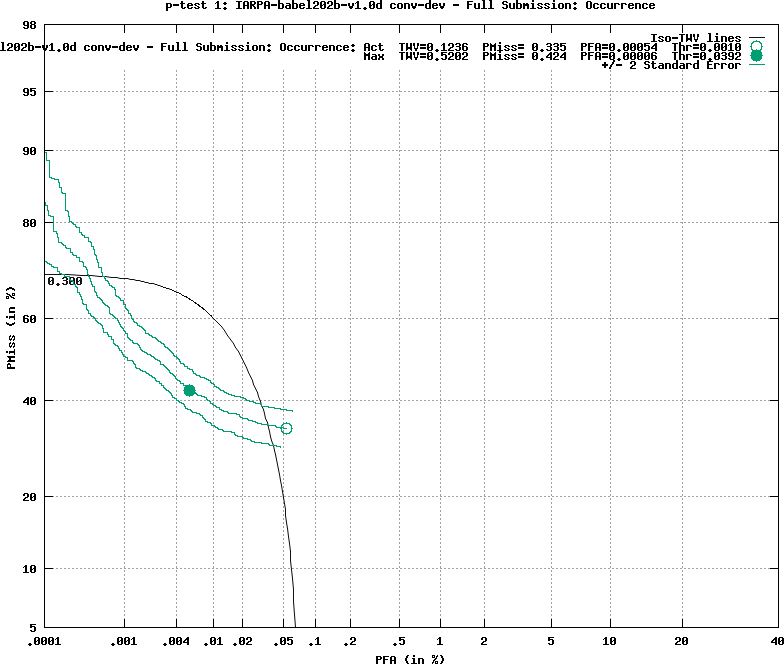 p-test 1: IARPA-babel202b-v1.0d conv-dev - Full Submission: Occurrence
Iso-TWV lines
l202b-v1.0d conv-dev - Full Submission: Occurrence: Act TWV=0.1236 PMiss= 0.335 PFA=0.00054 Thr=0.0010
Max TWV=0.5202 PMiss= 0.424 PFA=0.00006 Thr=0.0392
+/- 2 Standard Error
98
95
90
80
60
40
20
10
5
0.300
PMiss (in %)
.0001 .001 .004 .01 .02 .05 .1 .2 .5 1 2 5 10 20 40
PFA (in %)